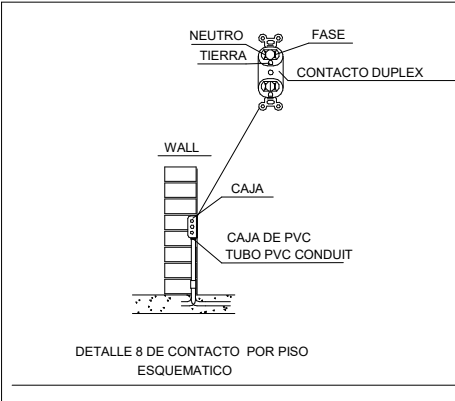 NEUTRO
FASE
TIERRA
CONTACTO DUPLEX
WALL
CAJA
CAJA DE PVC
TUBO PVC CONDUIT
DETALLE 8 DE CONTACTO POR PISO
ESQUEMATICO